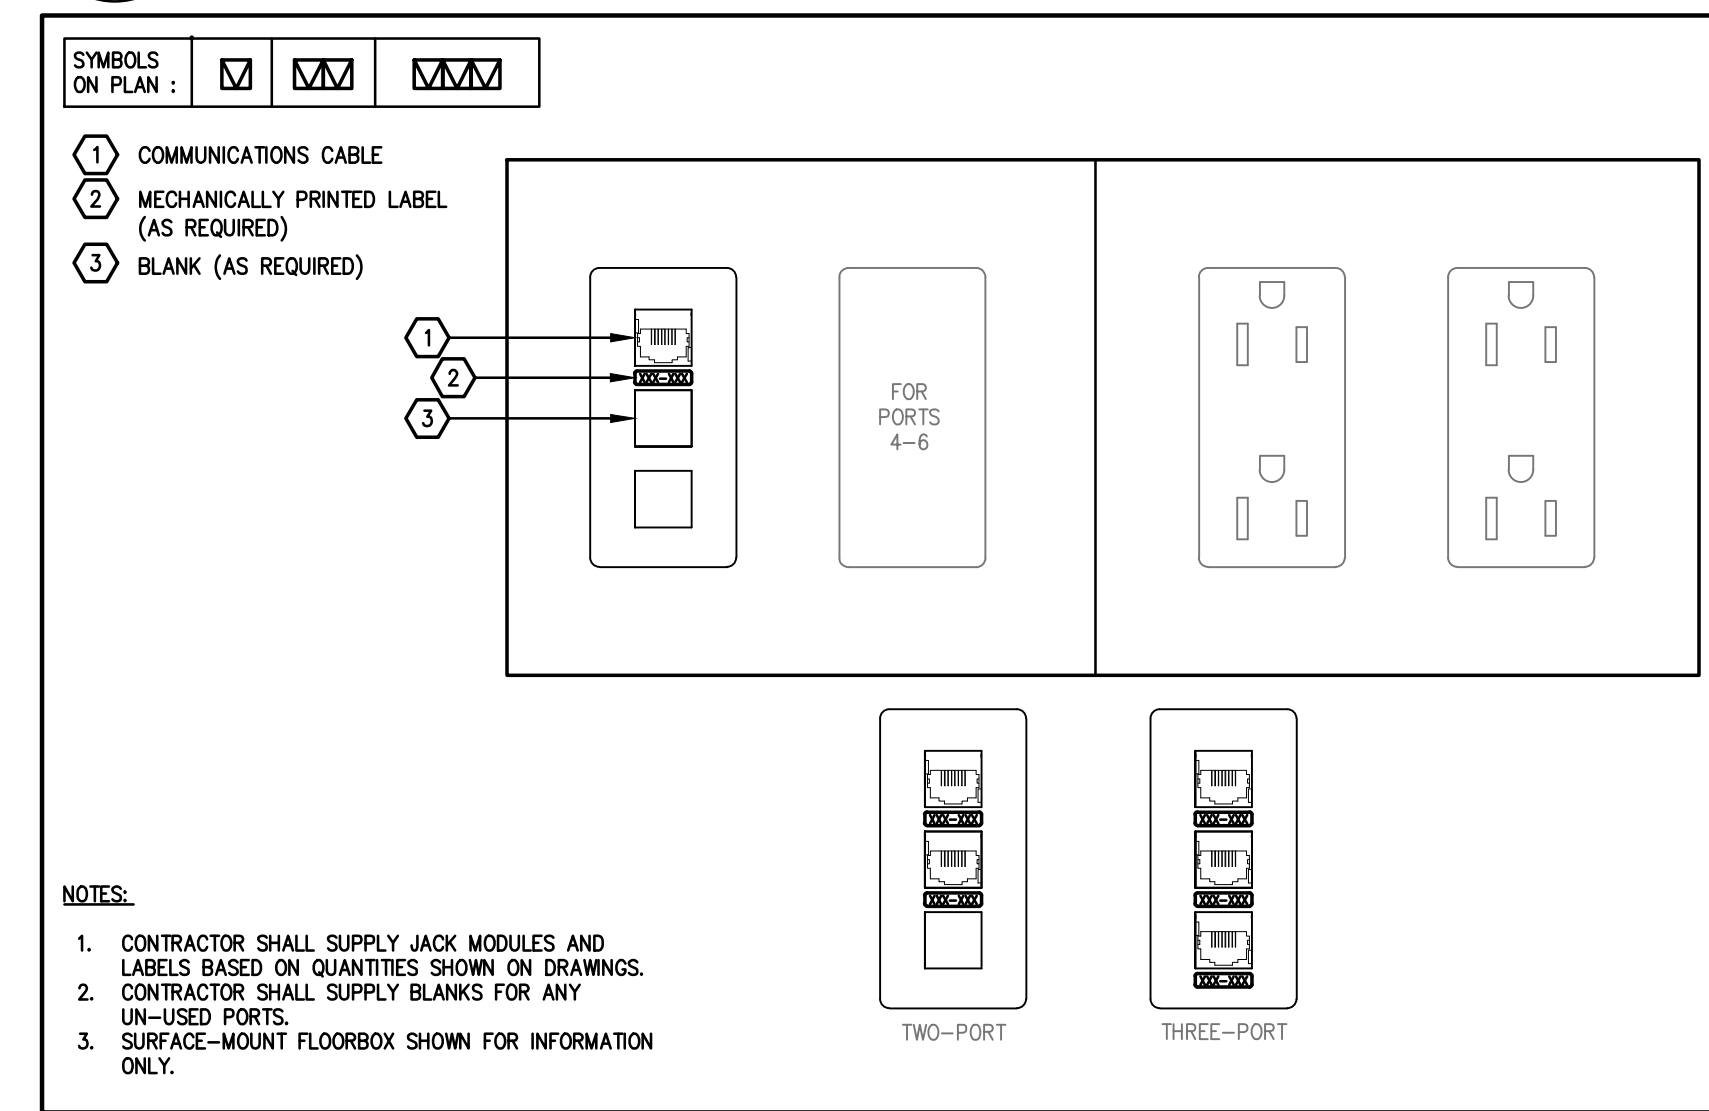 SYMBOLS
ON PLAN :
1 COMMUNICATIONS CABLE
2 MECHANICALLY PRINTED LABEL
(AS REQUIRED)
3 BLANK (AS REQUIRED)
1
2
3
XXX-XXX
FOR
PORTS
4-6
XXX-XXX
XXX-XXX
TWO-PORT
XXX-XXX
XXX-XXX
XXX-XXX
THREE-PORT
NOTES:
1. CONTRACTOR SHALL SUPPLY JACK MODULES AND
LABELS BASED ON QUANTITIES SHOWN ON DRAWINGS.
2. CONTRACTOR SHALL SUPPLY BLANKS FOR ANY
UN-USED PORTS.
3. SURFACE-MOUNT FLOORBOX SHOWN FOR INFORMATION
ONLY.